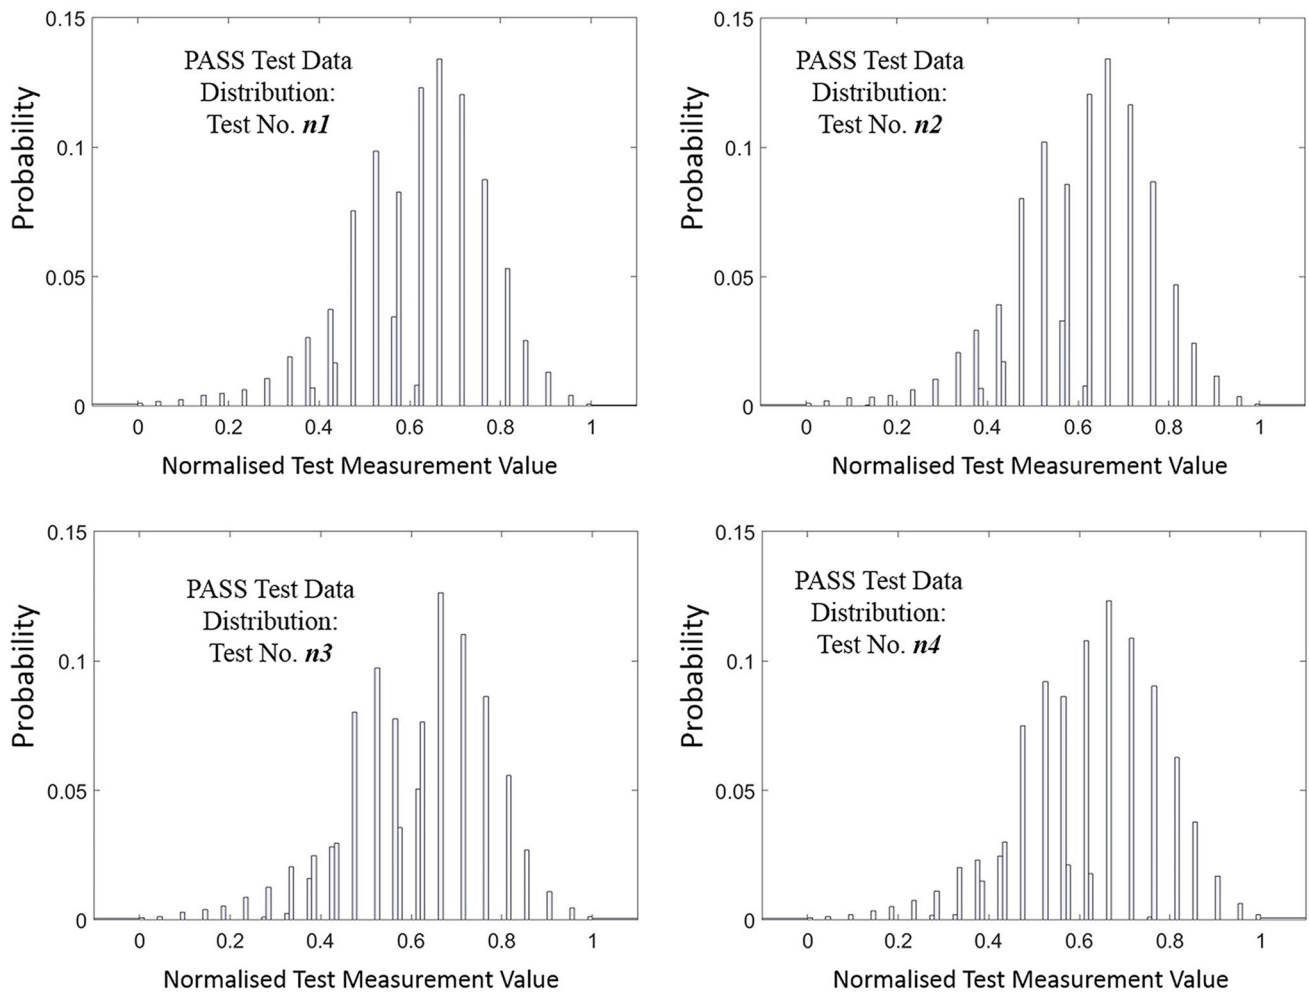 0.15
PASS Test Data
Distribution:
Test No. n1
Probability
0.1
0.05
0
0 0.2 0.4 0.6 0.8 1
Normalised Test Measurement Value
0.15
PASS Test Data
Distribution:
Test No. n2
Probability
0.1
0.05
0
0 0.2 0.4 0.6 0.8 1
Normalised Test Measurement Value
0.15
PASS Test Data
Distribution:
Test No. n3
Probability
0.1
0.05
0
0 0.2 0.4 0.6 0.8 1
Normalised Test Measurement Value
0.15
PASS Test Data
Distribution:
Test No. n4
Probability
0.1
0.05
0
0 0.2 0.4 0.6 0.8 1
Normalised Test Measurement Value